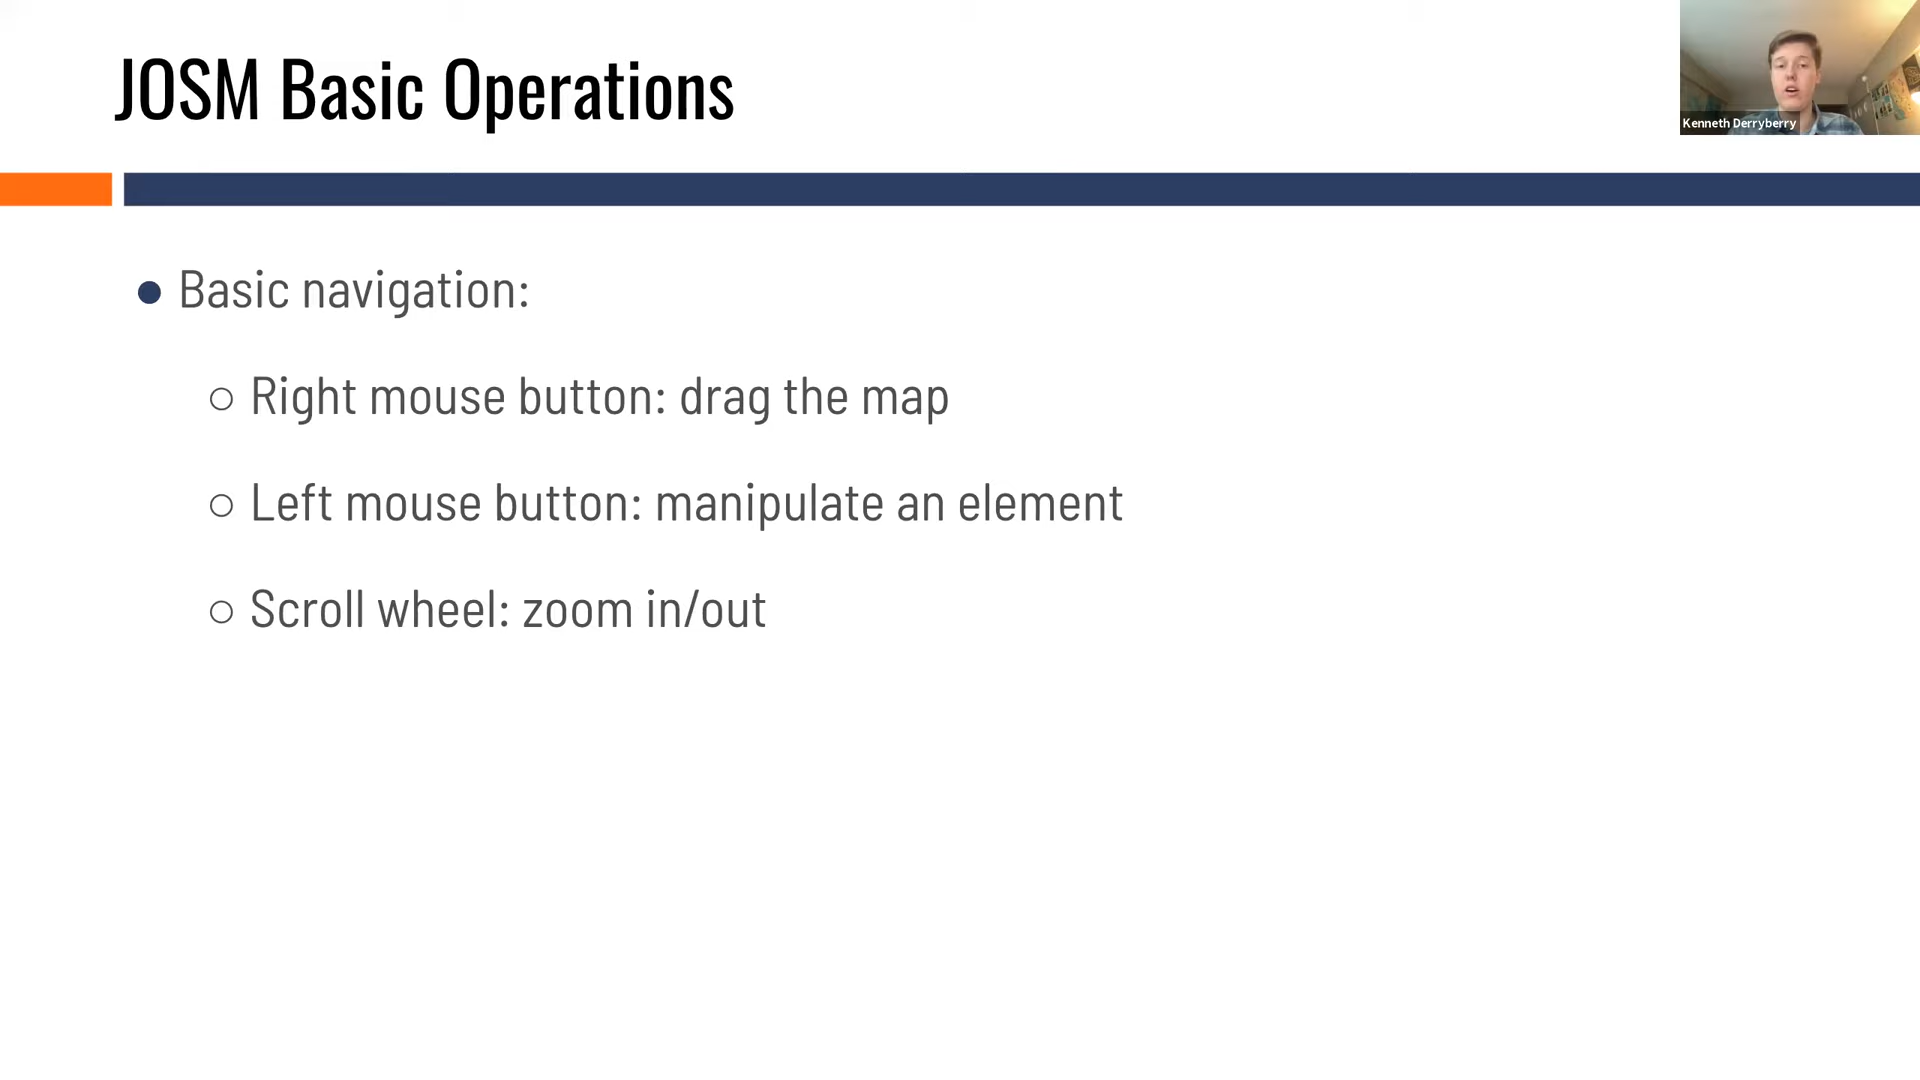 JOSM Basic Operations
Kenneth Derryberry
● Basic navigation:
○ Right mouse button: drag the map
○ Left mouse button: manipulate an element
○ Scroll wheel: zoom in/out